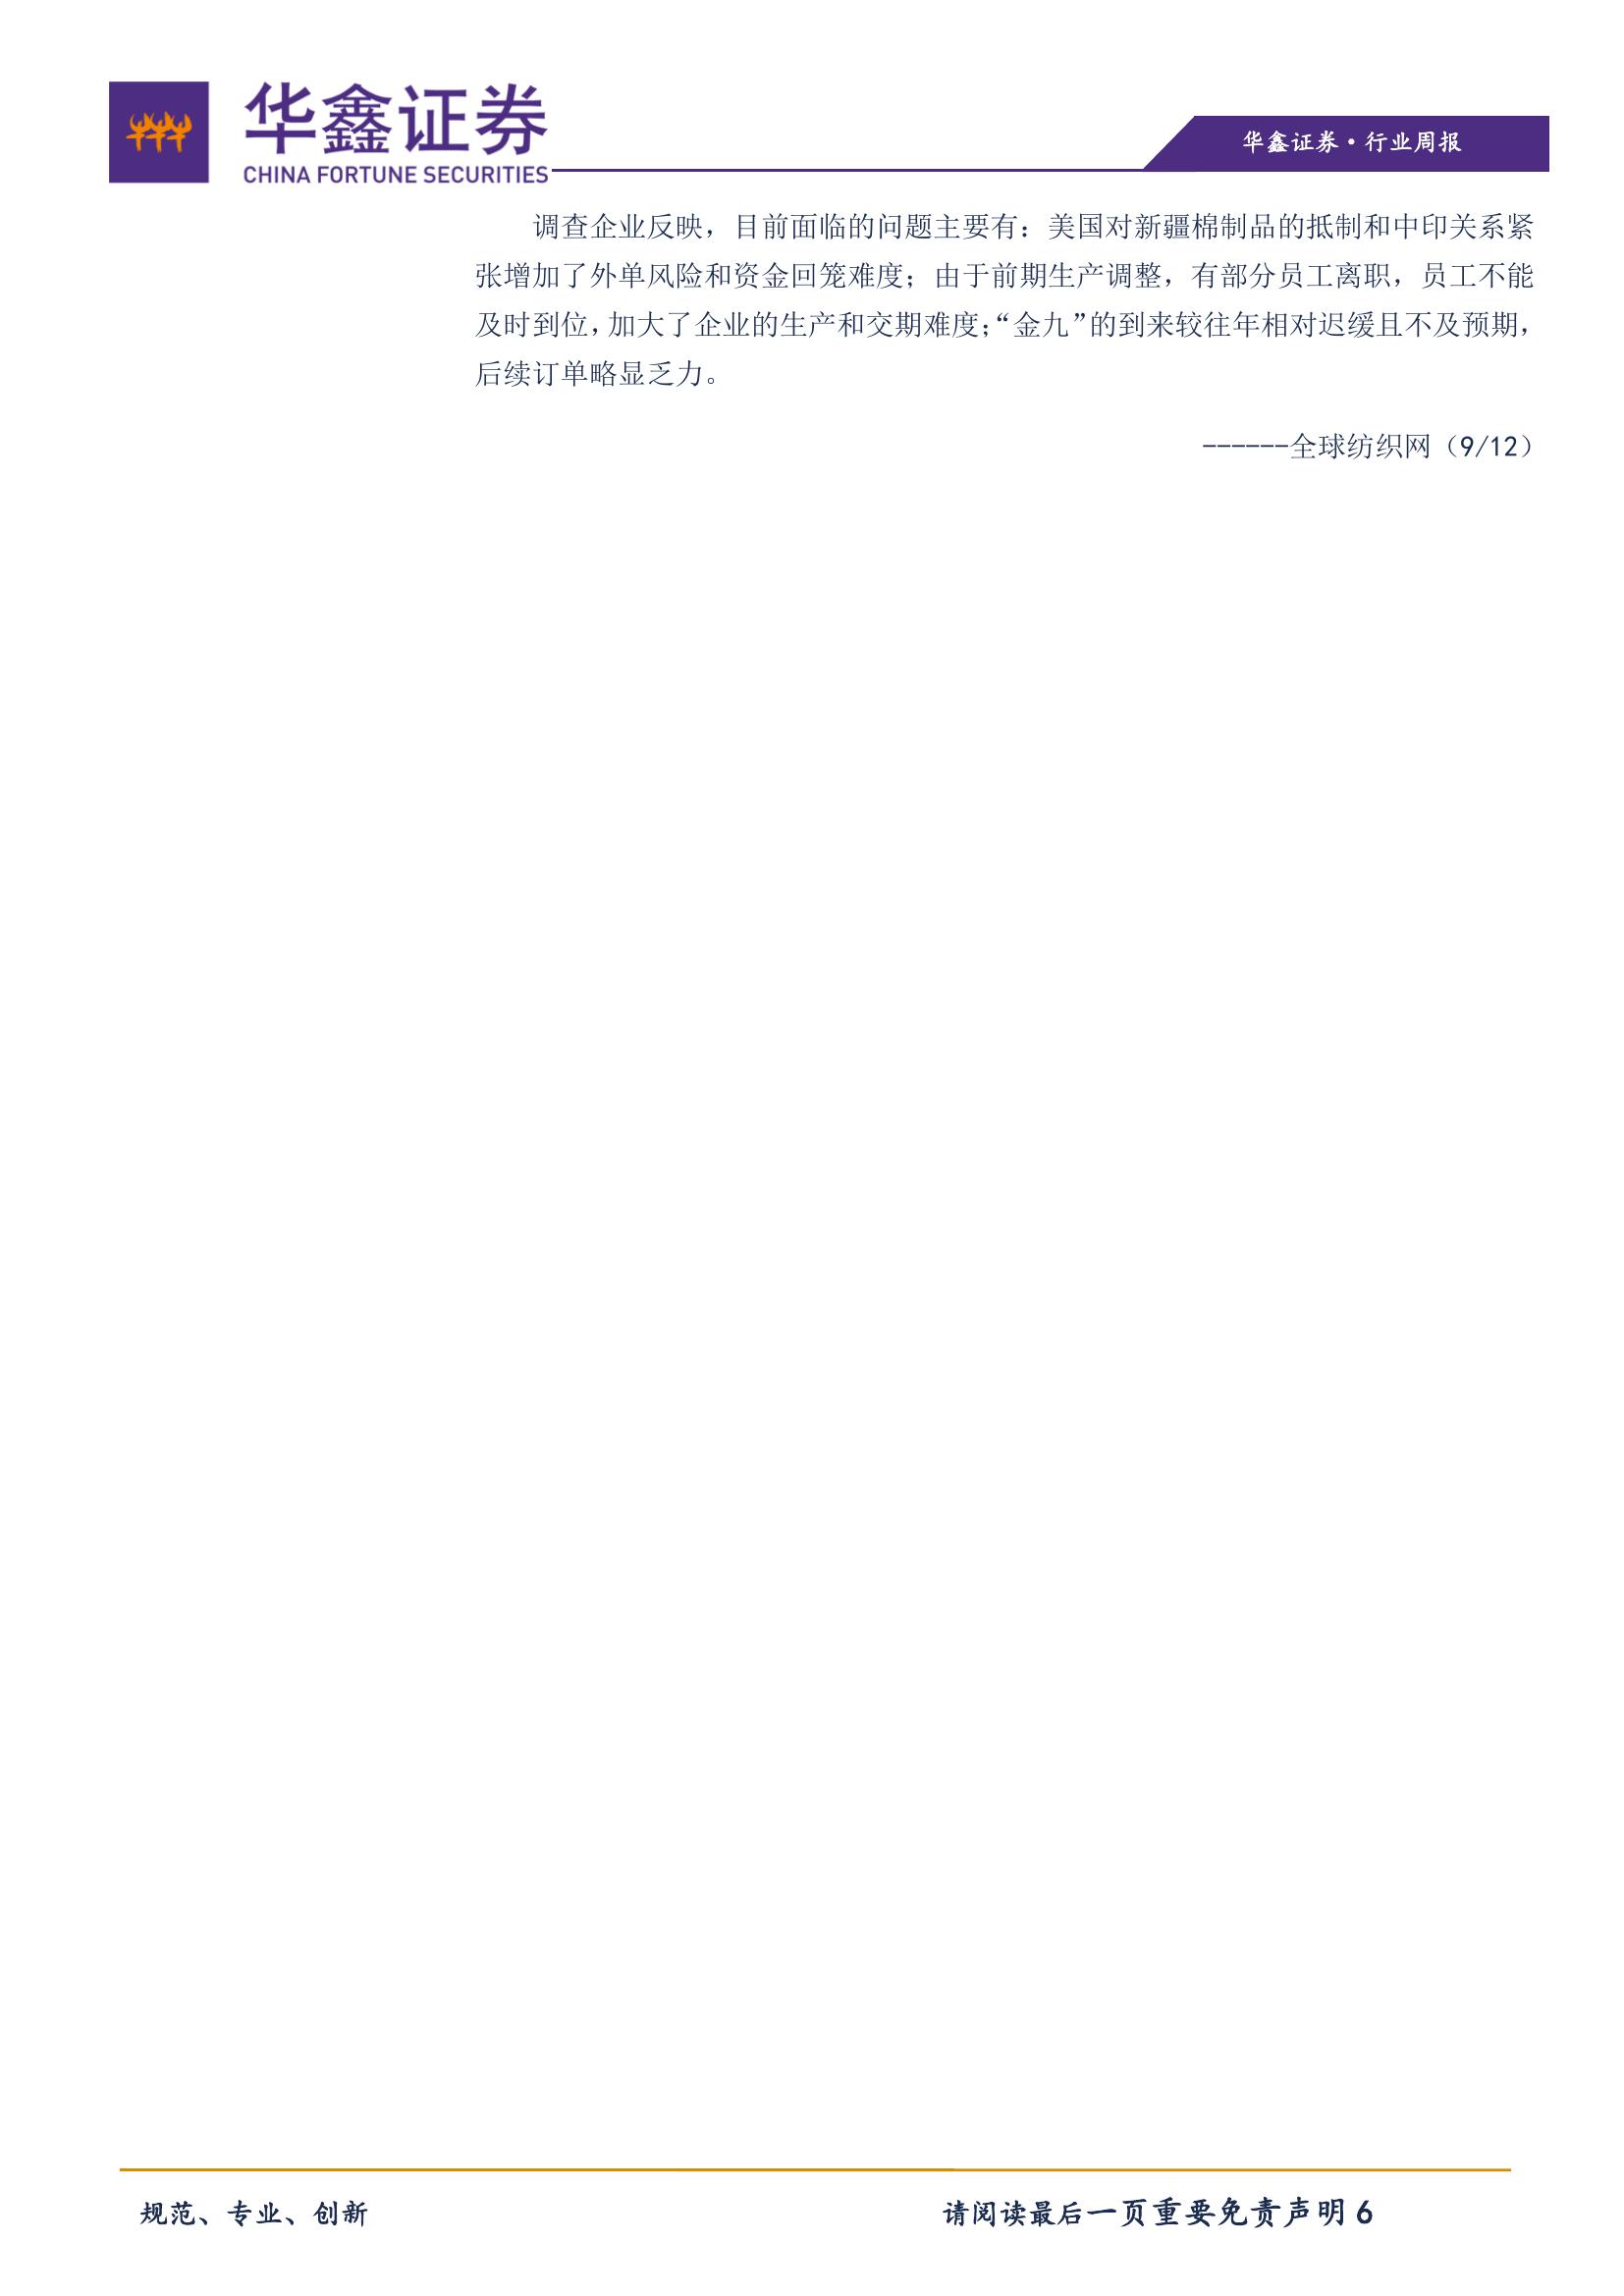 华鑫证券
CHINA FORTUNE SECURITIES
华鑫证券·行业周报
调查企业反映，目前面临的问题主要有：美国对新疆棉制品的抵制和中印关系紧
张增加了外单风险和资金回笼难度；由于前期生产调整，有部分员工离职，员工不能
及时到位，加大了企业的生产和交期难度；“金九”的到来较往年相对迟缓且不及预期，
后续订单略显乏力。
------全球纺织网（9/12）
规范、专业、创新
请阅读最后一页重要免责声明 6